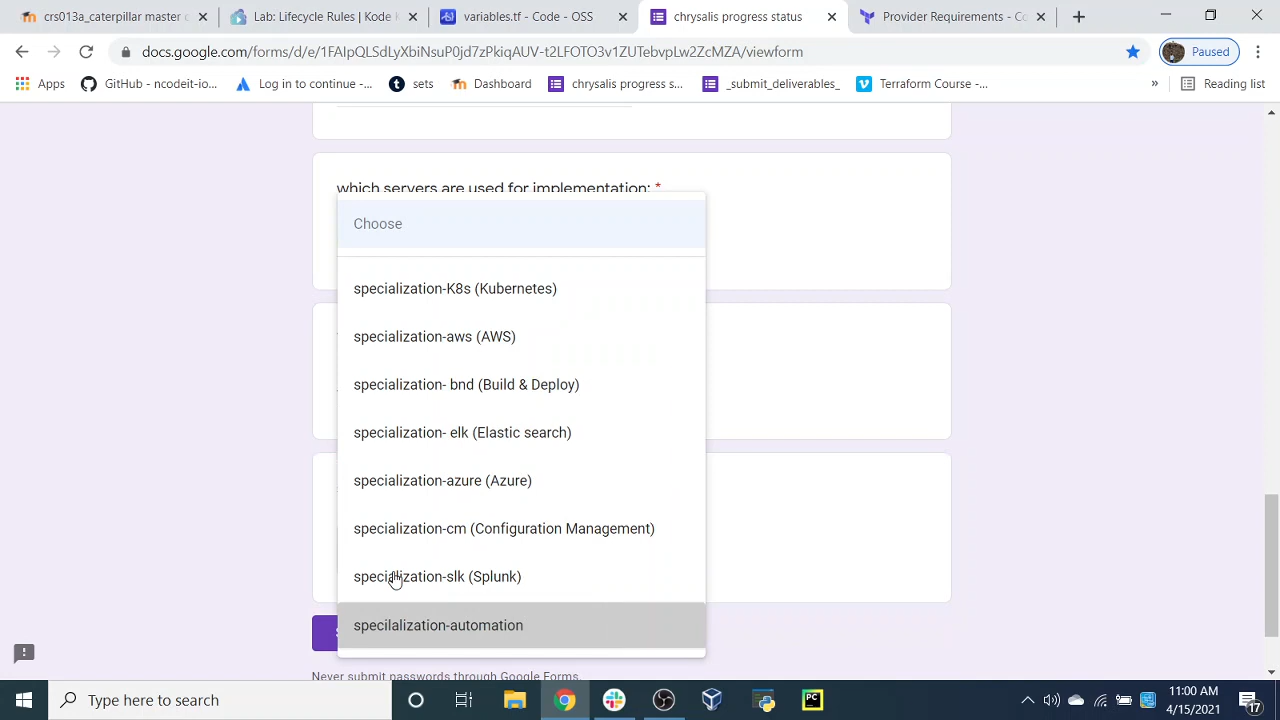 crs013a_caterpillar master
Lab: Lifecycle Rules | Kod
variables.tf - Code - OSS
chrysalis progress status
Provider Requirements - Co
docs.google.com/forms/d/e/1FAIpQLSdLyXbiNsuP0jd7zPkiqAUV-t2LFOTO3v1ZUTebvpLw2ZcMZA/viewform
Paused
Apps
GitHub - npdeit-io...
Log in to continue -...
sets
Dashboard
chrysalis progress s...
_submit_deliverables_
Terraform Course -...
»
Reading list
which servers are used for implementation: *
Choose
specialization-K8s (Kubernetes)
specialization-aws (AWS)
specialization- bnd (Build & Deploy)
specialization- elk (Elastic search)
specialization-azure (Azure)
specialization-cm (Configuration Management)
specialization-slk (Splunk)
specilalization-automation
Never submit passwords through Google Forms.
Type here to search
11:00 AM
4/15/2021
17